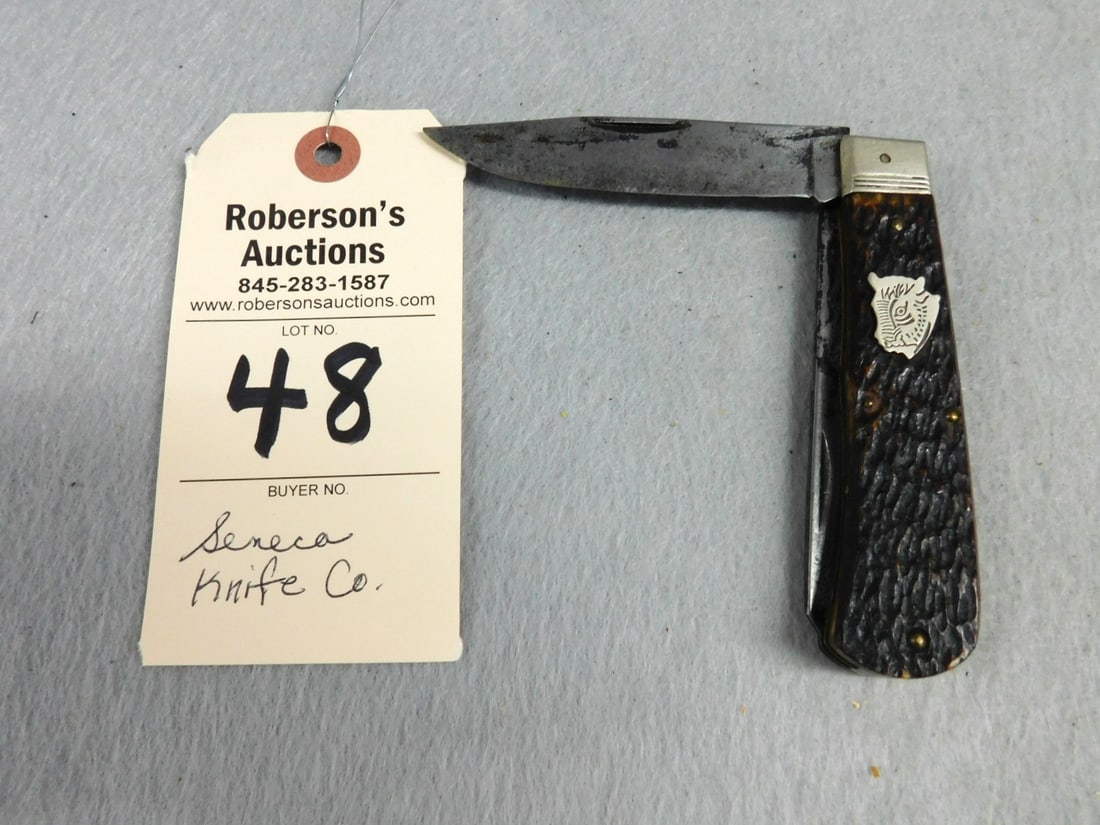 Roberson's
Auctions
845-283-1587
www.robersonsauctions.com
LOT NO.
48
BUYER NO.
Seneca
Knife Co.